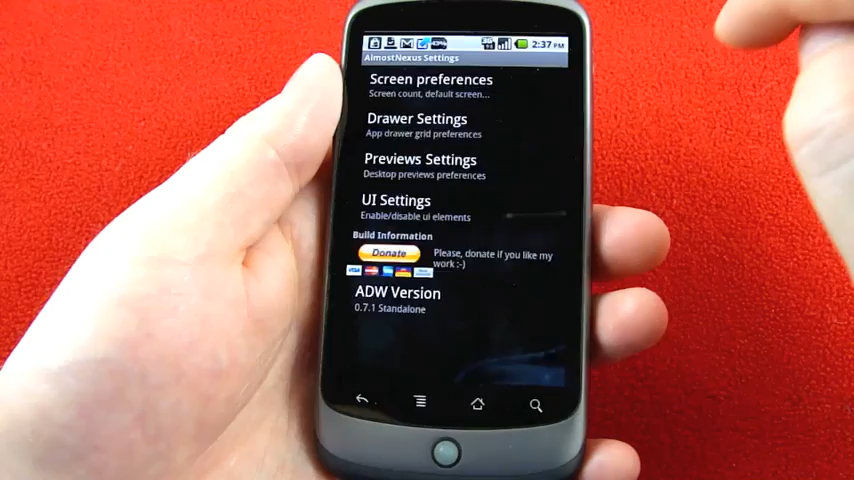 2:37 PM
AlmostNexus Settings
Screen preferences
Screen count, default screen...
Drawer Settings
App drawer grid preferences
Previews Settings
Desktop previews preferences
UI Settings
Enable/disable ui elements
Build Information
Donate
Please, donate if you like my
work :-)
VISA
ADW Version
0.7.1 Standalone